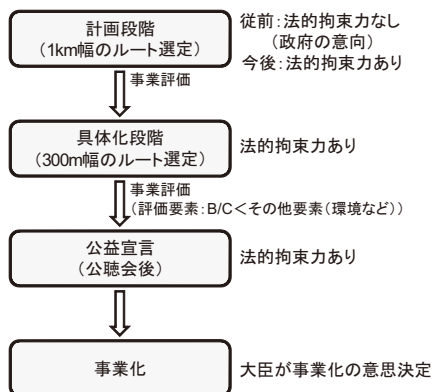 計画段階
（1km幅のルート選定）
従前：法的拘束力なし
（政府の意向）
今後：法的拘束力あり
事業評価
具体化段階
（300m幅のルート選定）
法的拘束力あり
事業評価
（評価要素：B/C＜その他要素（環境など））
公益宣言
（公聴会後）
法的拘束力あり
事業化
大臣が事業化の意思決定